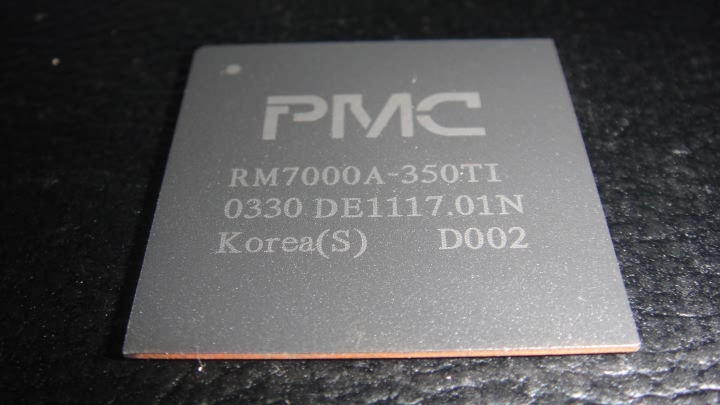 PMC
RM7000A-350TI
0330 DE1117.01N
Korea(S) D002